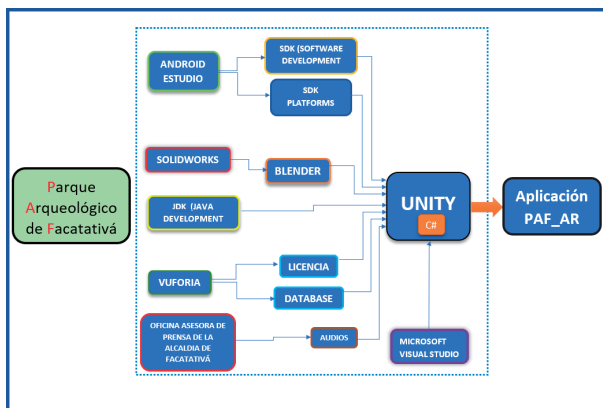 Parque
Arqueológico
de Facatativá
ANDROID
ESTUDIO
SDK (SOFTWARE
DEVELOPMENT
SDK
PLATFORMS
SOLIDWORKS
BLENDER
JDK (JAVA
DEVELOPMENT
VUFORIA
LICENCIA
DATABASE
OFICINA ASESORA DE
PRENSA DE LA
ALCALDIA DE
FACATATIVÁ
AUDIOS
UNITY
C#
MICROSOFT
VISUAL STUDIO
Aplicación
PAF_AR